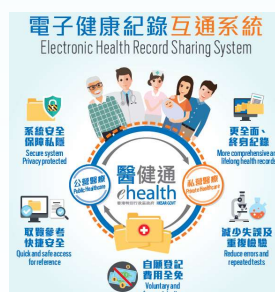 電子健康紀錄互通系統
Electronic Health Record Sharing System
系統安全
保障私隱
Secure system
Privacy protected
更全面、
終身紀錄
More comprehensive and
lifelong health records
公營醫療
Public Healthcare
醫健通
ehealth
私營醫療
Private Healthcare
取覽參考
快捷安全
Quick and safe access
for reference
減少失誤及
重複檢驗
Reduce errors and
repeated tests
自願登記
費用全免
Voluntary and